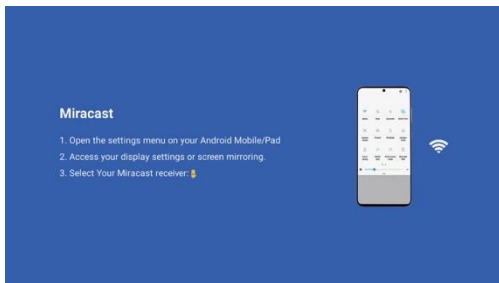 Miracast
1. Open the settings menu on your Android Mobile/Pad
2. Access your display settings or screen mirroring.
3. Select Your Miracast receiver: